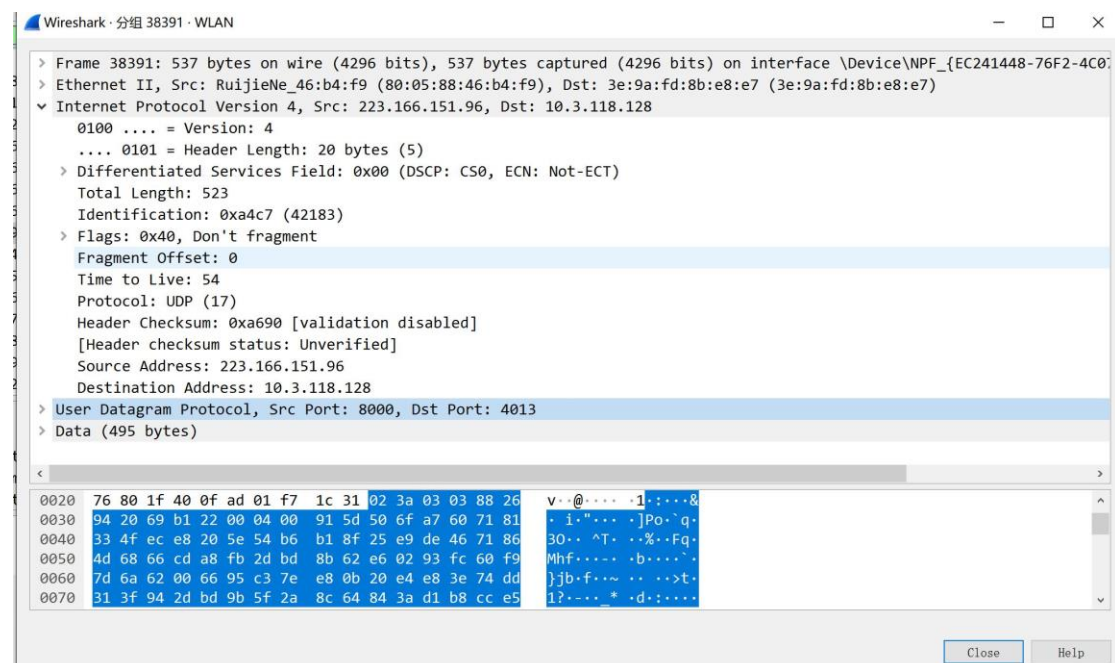 Wireshark · 分组 38391 · WLAN
> Frame 38391: 537 bytes on wire (4296 bits), 537 bytes captured (4296 bits) on interface \Device\NPF_{EC241448-76F2-4C07
> Ethernet II, Src: RuijieNe_46:b4:f9 (80:05:88:46:b4:f9), Dst: 3e:9a:fd:8b:e8:e7 (3e:9a:fd:8b:e8:e7)
Internet Protocol Version 4, Src: 223.166.151.96, Dst: 10.3.118.128
0100 .... = Version: 4
.... 0101 = Header Length: 20 bytes (5)
> Differentiated Services Field: 0x00 (DSCP: CS0, ECN: Not-ECT)
Total Length: 523
Identification: 0xa4c7 (42183)
> Flags: 0x40, Don't fragment
Fragment Offset: 0
Time to Live: 54
Protocol: UDP (17)
Header Checksum: 0xa690 [validation disabled]
[Header checksum status: Unverified]
Source Address: 223.166.151.96
Destination Address: 10.3.118.128
> User Datagram Protocol, Src Port: 8000, Dst Port: 4013
> Data (495 bytes)
0020 76 80 1f 40 0f ad 01 f7 1c 31 02 3a 03 03 88 26 v··@···· ·1·:···&
0030 94 20 69 b1 22 00 04 00 91 5d 50 6f a7 60 71 81 · i·"··· ·]Po·`q·
0040 33 4f ec e8 20 5e 54 b6 b1 8f 25 e9 de 46 71 86 3O·· ^T· ··%··Fq·
0050 4d 68 66 cd a8 fb 2d bd 8b 62 e6 02 93 fc 60 f9 Mhf···-· ·b····`·
0060 7d 6a 62 00 66 95 c3 7e e8 0b 20 e4 e8 3e 74 dd }jb·f··~ ·· ··>t·
0070 31 3f 94 2d bd 9b 5f 2a 8c 64 84 3a d1 b8 cc e5 1?·-··_* ·d·:····
Close Help